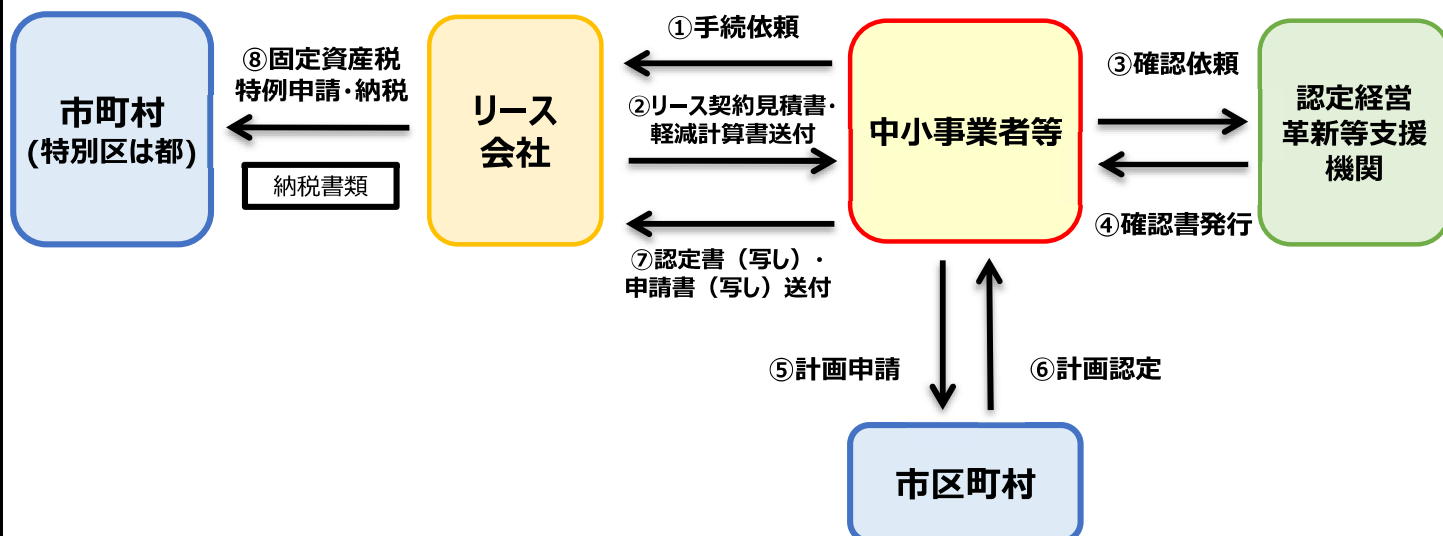 市町村
(特別区は都)
⑧固定資産税
特例申請・納税
納税書類
リース
会社
①手続依頼
②リース契約見積書・
軽減計算書送付
⑦認定書（写し）・
申請書（写し）送付
中小事業者等
③確認依頼
④確認書発行
認定経営
革新等支援
機関
⑤計画申請
⑥計画認定
市区町村